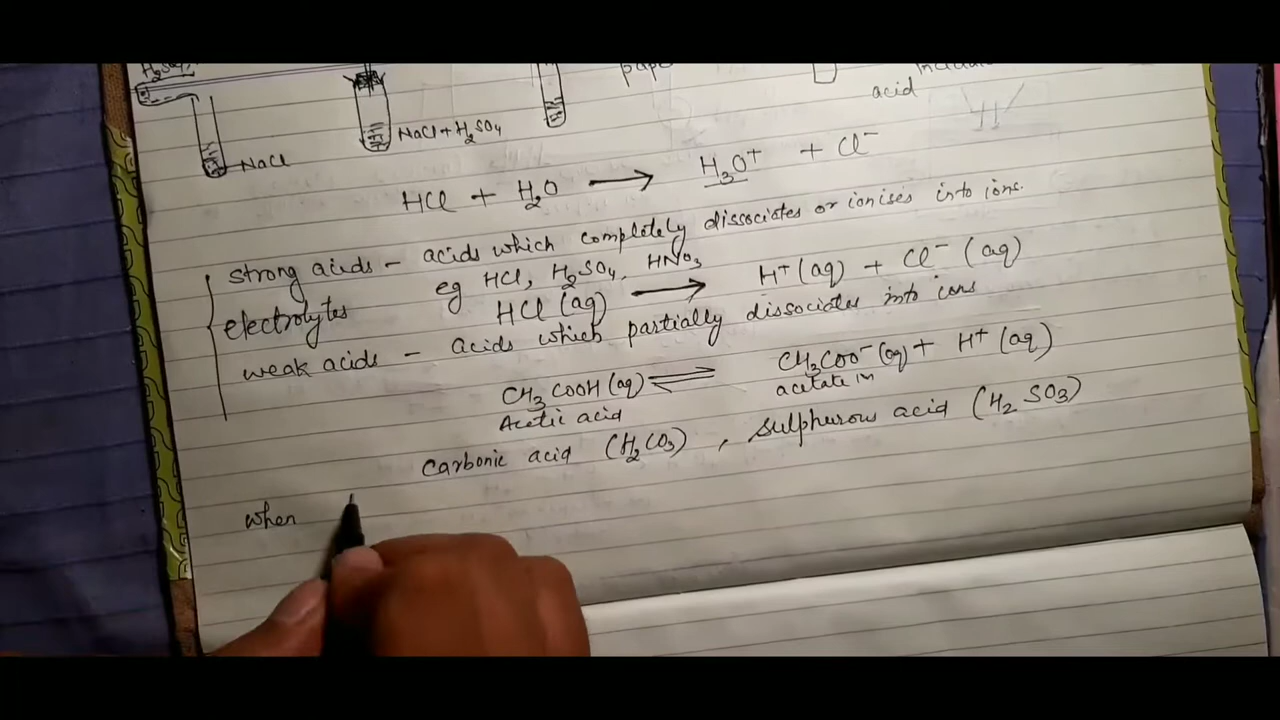 H₂SO₄
acid
NaCl
NaCl + H₂SO₄
HCl + H₂O ⟶ H₃O⁺ + Cl⁻
strong acids – acids which completely dissociates or ionises into ions.
eg HCl, H₂SO₄, HNO₃
electrolytes
HCl (aq) ⟶ H⁺ (aq) + Cl⁻ (aq)
weak acids – acids which partially dissociates into ions
CH₃COOH (aq) ⇌ CH₃COO⁻ (aq) + H⁺ (aq)
Acetic acid acetate
Carbonic acid (H₂CO₃) , sulphurous acid (H₂SO₃)
when